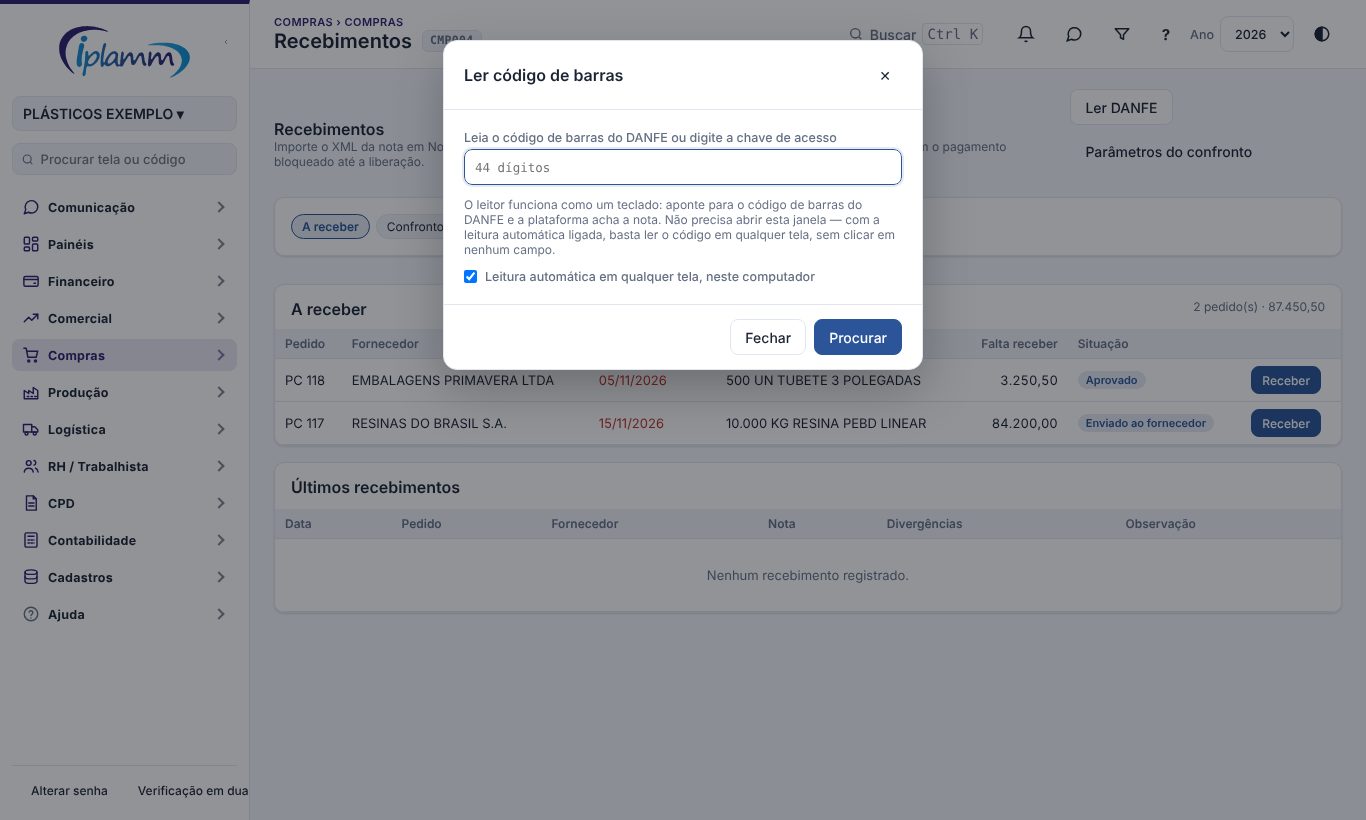 COMPRAS › COMPRAS
Recebimentos
Buscar Ctrl K
Ano 2026
iplamm
PLÁSTICOS EXEMPLO ▾
Procurar tela ou código
Comunicação
Painéis
Financeiro
Comercial
Compras
Produção
Logística
RH / Trabalhista
CPD
Contabilidade
Cadastros
Ajuda
Alterar senha
Verificação em dua
Ler código de barras
×
Leia o código de barras do DANFE ou digite a chave de acesso
44 dígitos
O leitor funciona como um teclado: aponte para o código de barras do
DANFE e a plataforma acha a nota. Não precisa abrir esta janela — com a
leitura automática ligada, basta ler o código em qualquer tela, sem clicar em
nenhum campo.
Leitura automática em qualquer tela, neste computador
Fechar
Procurar
Recebimentos
Importe o XML da nota em
o pagamento
bloqueado até a liberação.
Ler DANFE
Parâmetros do confronto
A receber
Confronto
A receber
2 pedido(s) · 87.450,50
Pedido Fornecedor Falta receber Situação
PC 118 EMBALAGENS PRIMAVERA LTDA 05/11/2026 500 UN TUBETE 3 POLEGADAS 3.250,50 Aprovado Receber
PC 117 RESINAS DO BRASIL S.A. 15/11/2026 10.000 KG RESINA PEBD LINEAR 84.200,00 Enviado ao fornecedor Receber
Últimos recebimentos
Data Pedido Fornecedor Nota Divergências Observação
Nenhum recebimento registrado.